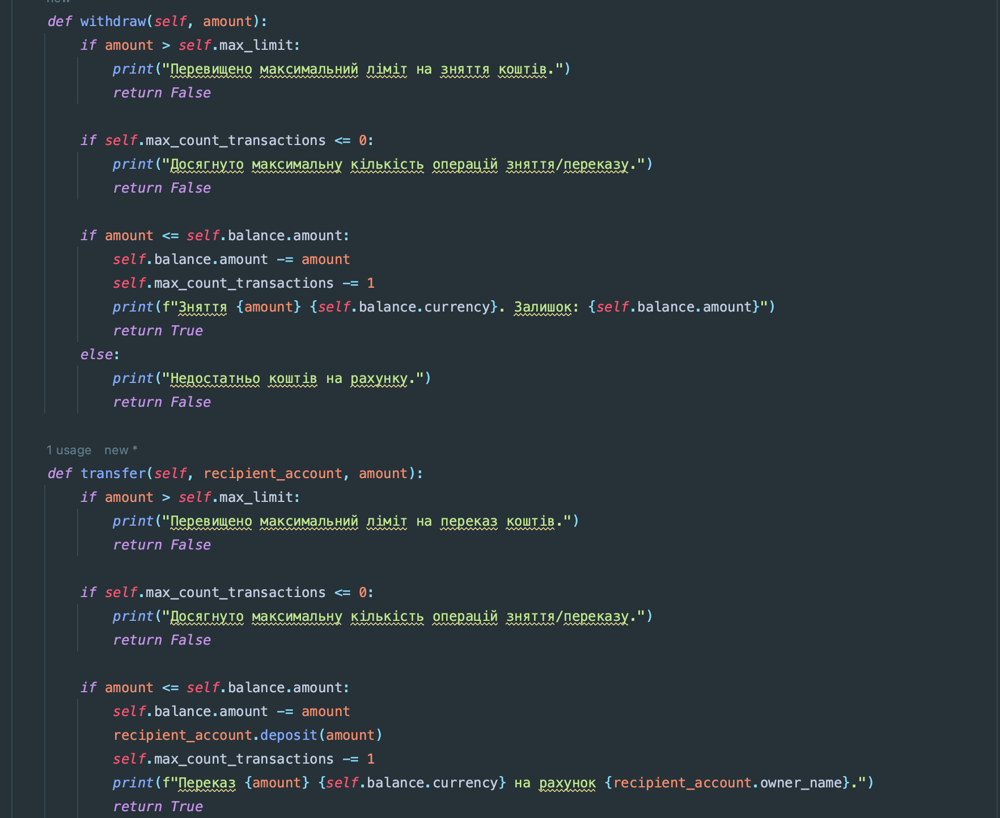 new
def withdraw(self, amount):
if amount > self.max_limit:
print("Перевищено максимальний ліміт на зняття коштів.")
return False
if self.max_count_transactions <= 0:
print("Досягнуто максимальну кількість операцій зняття/переказу.")
return False
if amount <= self.balance.amount:
self.balance.amount -= amount
self.max_count_transactions -= 1
print(f"Зняття {amount} {self.balance.currency}. Залишок: {self.balance.amount}")
return True
else:
print("Недостатньо коштів на рахунку.")
return False
1 usage new *
def transfer(self, recipient_account, amount):
if amount > self.max_limit:
print("Перевищено максимальний ліміт на переказ коштів.")
return False
if self.max_count_transactions <= 0:
print("Досягнуто максимальну кількість операцій зняття/переказу.")
return False
if amount <= self.balance.amount:
self.balance.amount -= amount
recipient_account.deposit(amount)
self.max_count_transactions -= 1
print(f"Переказ {amount} {self.balance.currency} на рахунок {recipient_account.owner_name}.")
return True